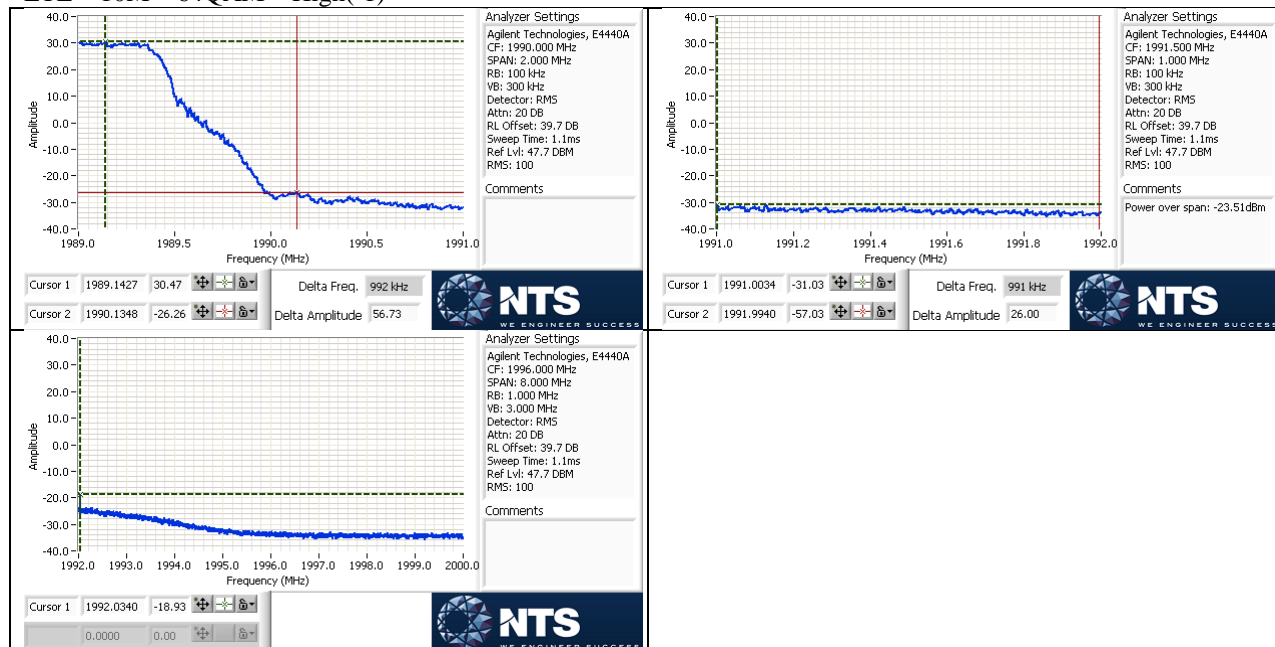 40.0
30.0
20.0
10.0
0.0
-10.0
-20.0
-30.0
-40.0
Amplitude
1989.0 1989.5 1990.0 1990.5 1991.0
Frequency (MHz)
Analyzer Settings
Agilent Technologies, E4440A
CF: 1990.000 MHz
SPAN: 2.000 MHz
RB: 100 kHz
VB: 300 kHz
Detector: RMS
Attn: 20 DB
RL Offset: 39.7 DB
Sweep Time: 1.1ms
Ref Lvl: 47.7 DBM
RMS: 100
Comments
Cursor 1 1989.1427 30.47
Cursor 2 1990.1348 -26.26
Delta Freq. 992 kHz
Delta Amplitude 56.73
NTS
WE ENGINEER SUCCESS
40.0
30.0
20.0
10.0
0.0
-10.0
-20.0
-30.0
-40.0
Amplitude
1991.0 1991.2 1991.4 1991.6 1991.8 1992.0
Frequency (MHz)
Analyzer Settings
Agilent Technologies, E4440A
CF: 1991.500 MHz
SPAN: 1.000 MHz
RB: 100 kHz
VB: 300 kHz
Detector: RMS
Attn: 20 DB
RL Offset: 39.7 DB
Sweep Time: 1.1ms
Ref Lvl: 47.7 DBM
RMS: 100
Comments
Power over span: -23.51dBm
Cursor 1 1991.0034 -31.03
Cursor 2 1991.9940 -57.03
Delta Freq. 991 kHz
Delta Amplitude 26.00
NTS
WE ENGINEER SUCCESS
40.0
30.0
20.0
10.0
0.0
-10.0
-20.0
-30.0
-40.0
Amplitude
1992.0 1993.0 1994.0 1995.0 1996.0 1997.0 1998.0 1999.0 2000.0
Frequency (MHz)
Analyzer Settings
Agilent Technologies, E4440A
CF: 1996.000 MHz
SPAN: 8.000 MHz
RB: 1.000 MHz
VB: 3.000 MHz
Detector: RMS
Attn: 20 DB
RL Offset: 39.7 DB
Sweep Time: 1.1ms
Ref Lvl: 47.7 DBM
RMS: 100
Comments
Cursor 1 1992.0340 -18.93
0.0000 0.00
NTS
WE ENGINEER SUCCESS